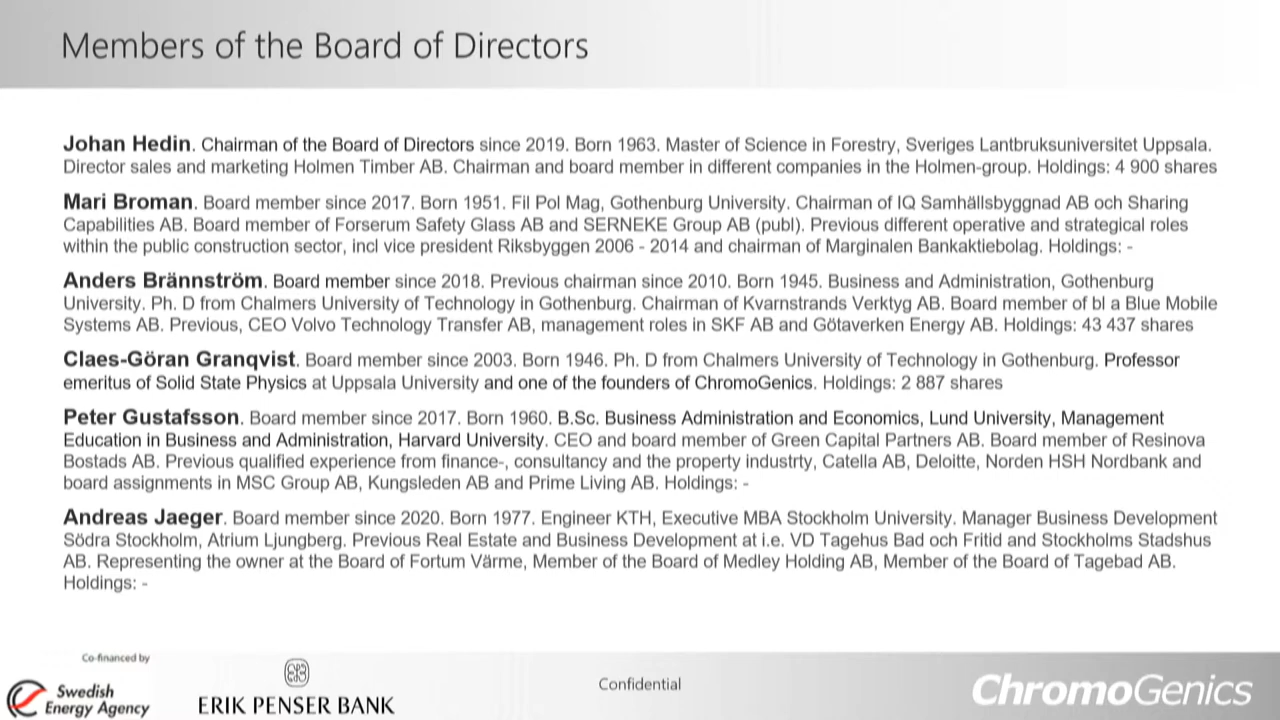 Members of the Board of Directors
Johan Hedin. Chairman of the Board of Directors since 2019. Born 1963. Master of Science in Forestry, Sveriges Lantbruksuniversitet Uppsala.
Director sales and marketing Holmen Timber AB. Chairman and board member in different companies in the Holmen-group. Holdings: 4 900 shares
Mari Broman. Board member since 2017. Born 1951. Fil Pol Mag, Gothenburg University. Chairman of IQ Samhällsbyggnad AB och Sharing
Capabilities AB. Board member of Forserum Safety Glass AB and SERNEKE Group AB (publ). Previous different operative and strategical roles
within the public construction sector, incl vice president Riksbyggen 2006 - 2014 and chairman of Marginalen Bankaktiebolag. Holdings: -
Anders Brännström. Board member since 2018. Previous chairman since 2010. Born 1945. Business and Administration, Gothenburg
University. Ph. D from Chalmers University of Technology in Gothenburg. Chairman of Kvarnstrands Verktyg AB. Board member of bl a Blue Mobile
Systems AB. Previous, CEO Volvo Technology Transfer AB, management roles in SKF AB and Götaverken Energy AB. Holdings: 43 437 shares
Claes-Göran Granqvist. Board member since 2003. Born 1946. Ph. D from Chalmers University of Technology in Gothenburg. Professor
emeritus of Solid State Physics at Uppsala University and one of the founders of ChromoGenics. Holdings: 2 887 shares
Peter Gustafsson. Board member since 2017. Born 1960. B.Sc. Business Administration and Economics, Lund University, Management
Education in Business and Administration, Harvard University. CEO and board member of Green Capital Partners AB. Board member of Resinova
Bostads AB. Previous qualified experience from finance-, consultancy and the property industrty, Catella AB, Deloitte, Norden HSH Nordbank and
board assignments in MSC Group AB, Kungsleden AB and Prime Living AB. Holdings: -
Andreas Jaeger. Board member since 2020. Born 1977. Engineer KTH, Executive MBA Stockholm University. Manager Business Development
Södra Stockholm, Atrium Ljungberg. Previous Real Estate and Business Development at i.e. VD Tagehus Bad och Fritid and Stockholms Stadshus
AB. Representing the owner at the Board of Fortum Värme, Member of the Board of Medley Holding AB, Member of the Board of Tagebad AB.
Holdings: -
Co-financed by
Swedish
Energy Agency
ERIK PENSER BANK
Confidential
ChromoGenics